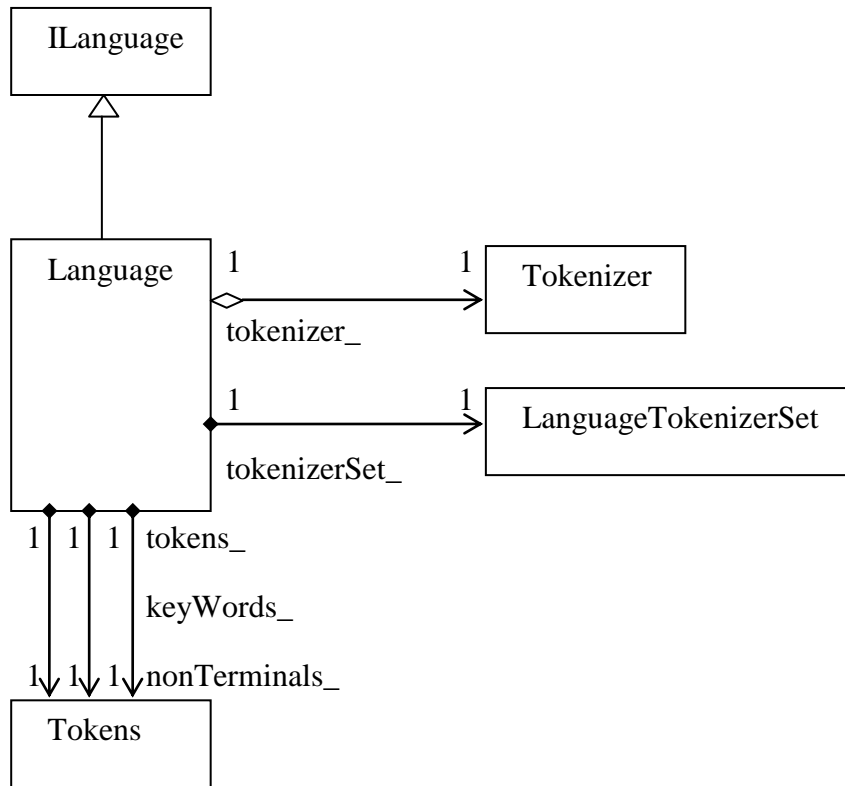 ILanguage
Language
1 1
Tokenizer
tokenizer_
1 1
LanguageTokenizerSet
tokenizerSet_
1 1 1 tokens_
keyWords_
1 1 1 nonTerminals_
Tokens